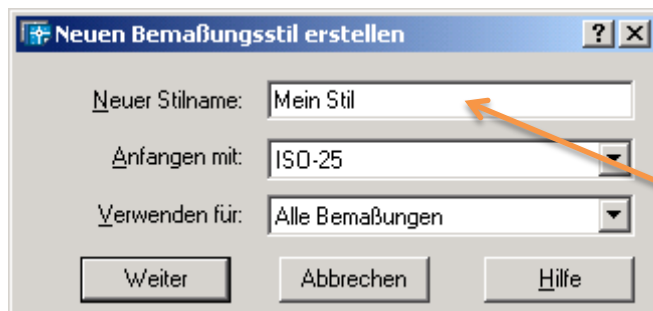 Neuen Bemaßungsstil erstellen ? X
Neuer Stilname: Mein Stil
Anfangen mit: ISO-25
Verwenden für: Alle Bemaßungen
Weiter Abbrechen Hilfe